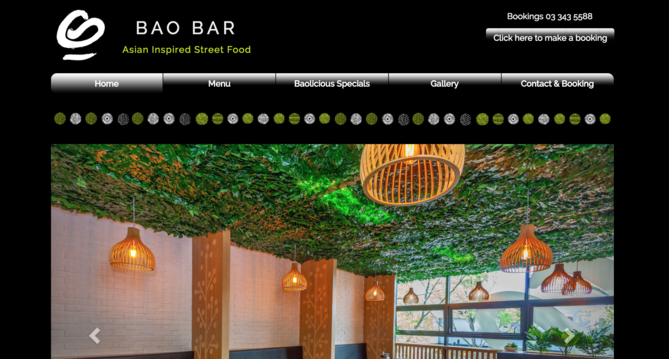 BAO BAR
Asian Inspired Street Food
Bookings 03 343 5588
Click here to make a booking
Home
Menu
Baolicious Specials
Gallery
Contact & Booking